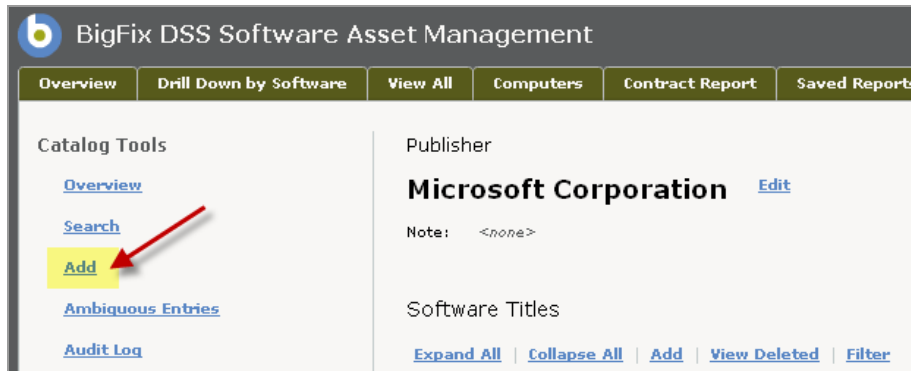 BigFix DSS Software Asset Management
Overview Drill Down by Software View All Computers Contract Report Saved Reports
Catalog Tools
Overview
Search
Add
Ambiguous Entries
Audit Log
Publisher
Microsoft Corporation Edit
Note: <none>
Software Titles
Expand All | Collapse All | Add | View Deleted | Filter